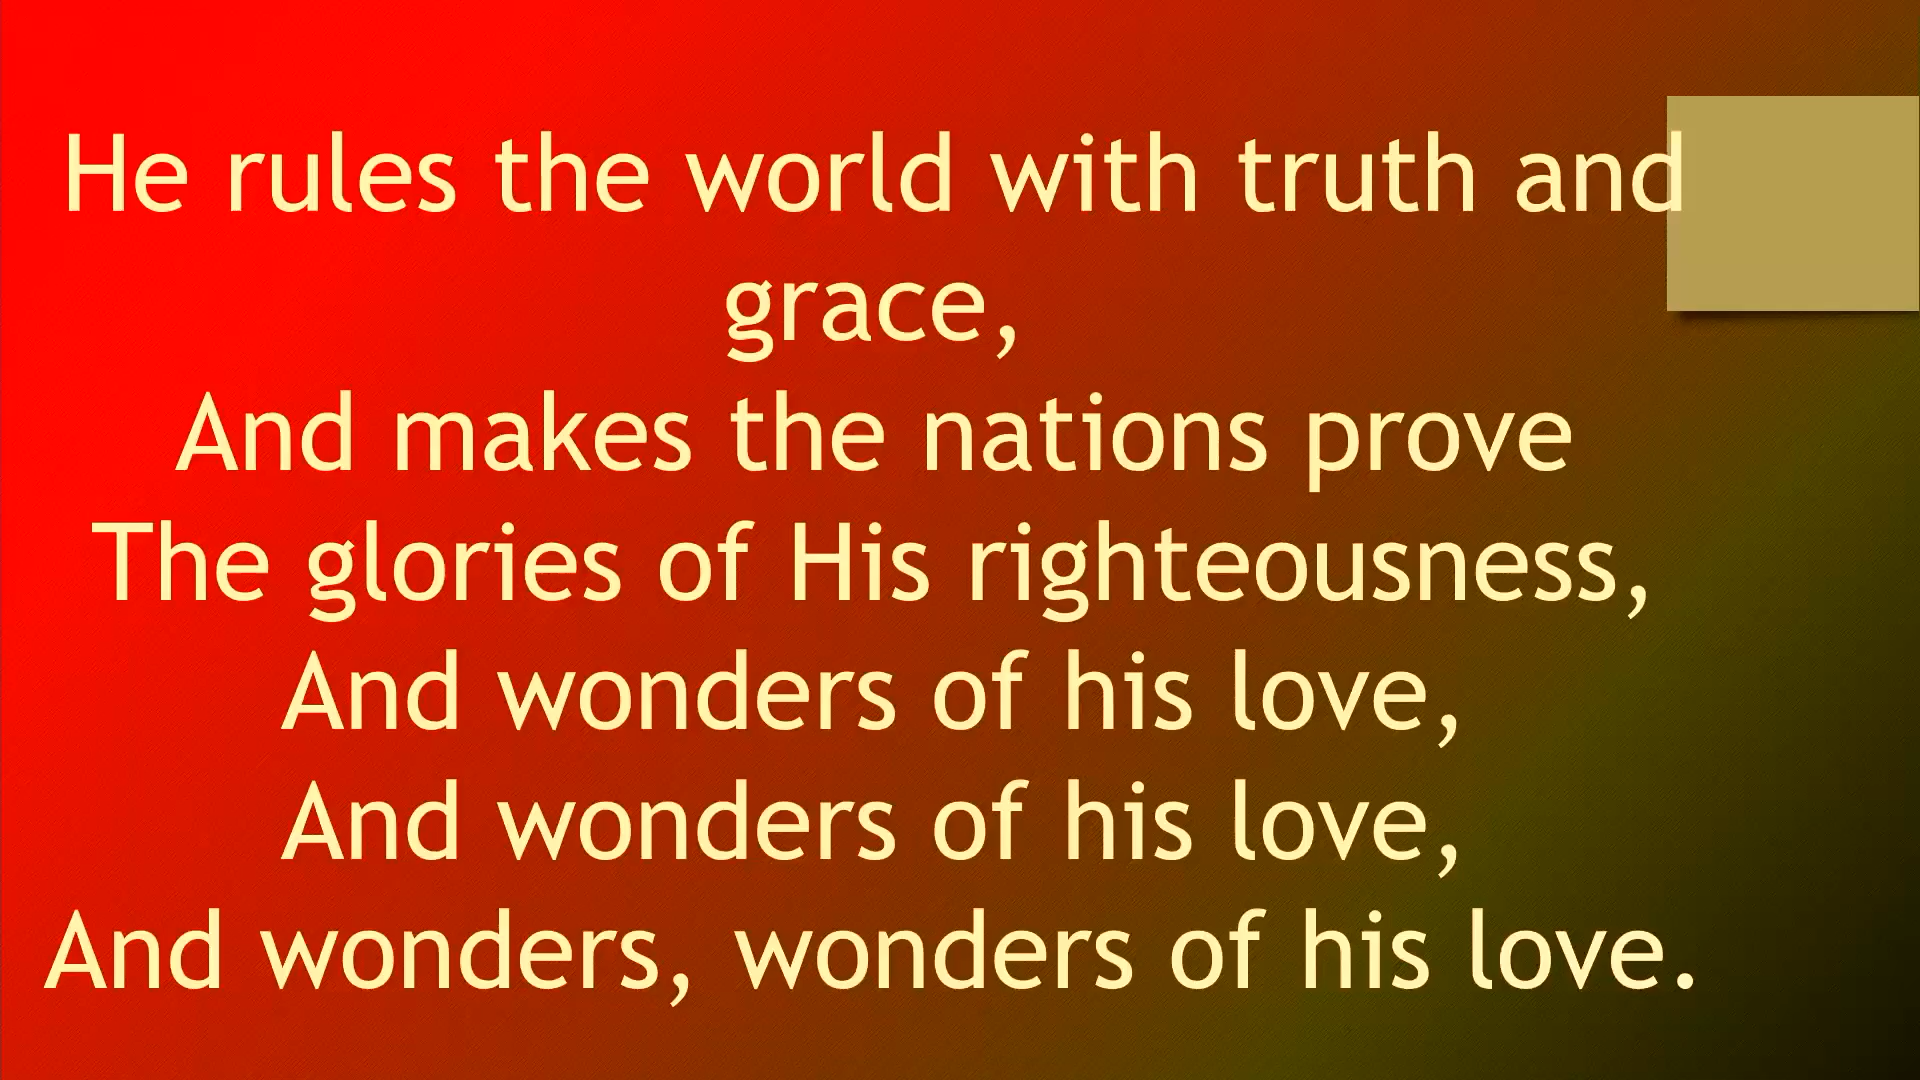 He rules the world with truth and
grace,
And makes the nations prove
The glories of His righteousness,
And wonders of his love,
And wonders of his love,
And wonders, wonders of his love.